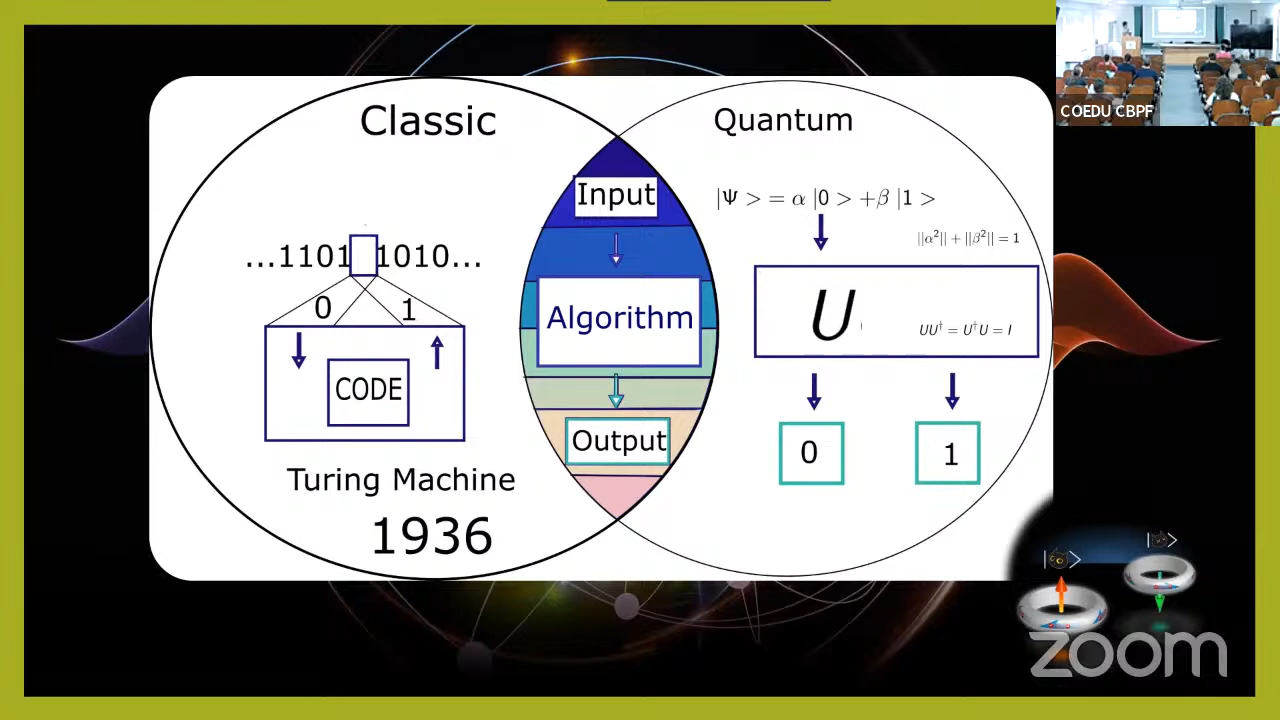 Classic
Quantum
COEDU CBPF
Input
|Ψ > = α |0 > +β |1 >
||α²|| + ||β²|| = 1
...1101 1010...
0 1
Algorithm
U
UU† = U†U = I
CODE
Output
0
1
Turing Machine
1936
zoom